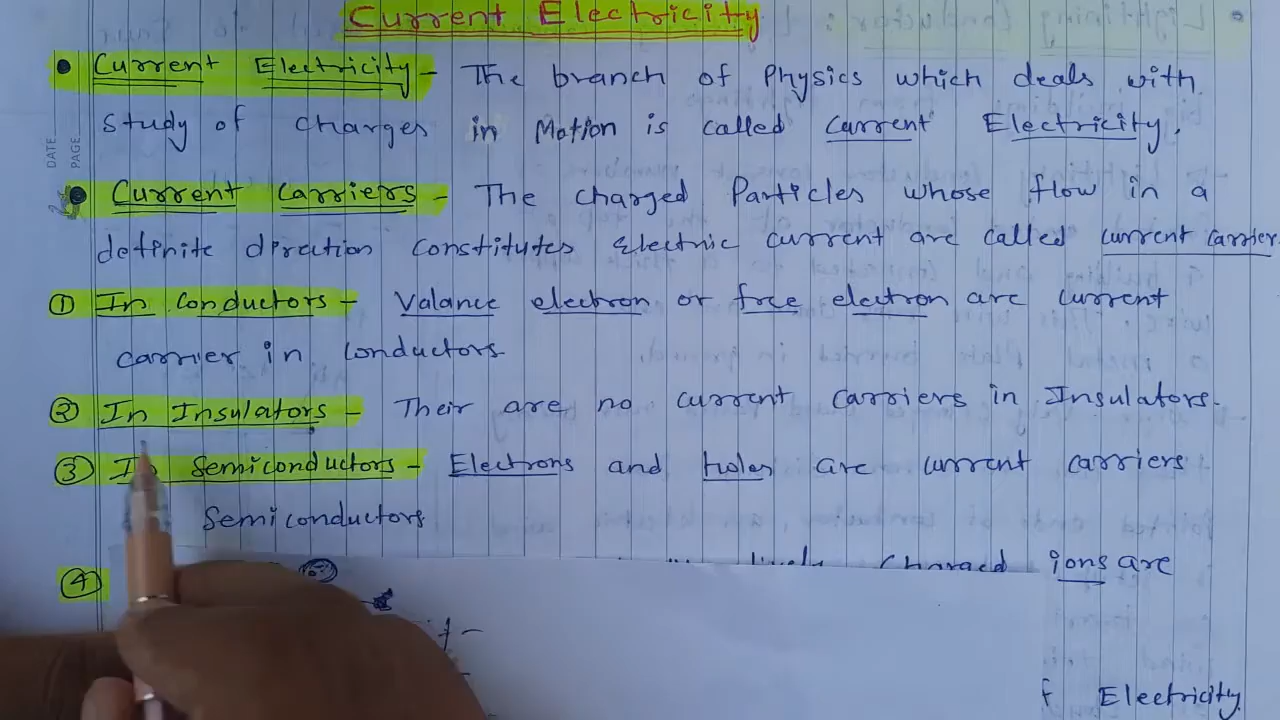 Current Electricity
• Current Electricity - The branch of Physics which deals with
DATE
PAGE
study of charges in Motion is called Current Electricity.
• Current Carriers - The charged Particles whose flow in a
definite diraction constitutes Electric current are called current carrier.
① In Conductors - Valance electron or free electron are current
carrier in conductors
② In Insulators - Their are no current carriers in Insulators.
③ In Semiconductors - Electrons and holes are current carriers
Semiconductors
④ Charged ions are
f Electricity